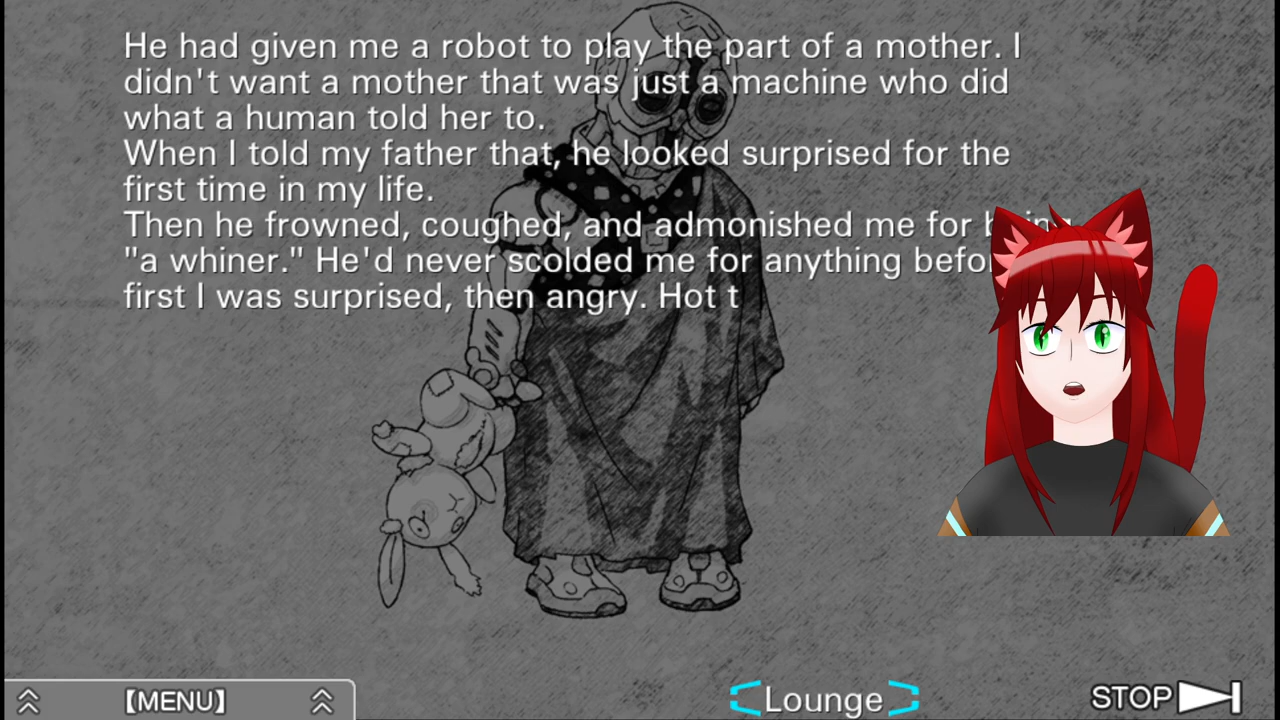 He had given me a robot to play the part of a mother. I
didn't want a mother that was just a machine who did
what a human told her to.
When I told my father that, he looked surprised for the
first time in my life.
Then he frowned, coughed, and admonished me for
"a whiner." He'd never scolded me for anything
first I was surprised, then angry. Hot t
【MENU】
Lounge
STOP